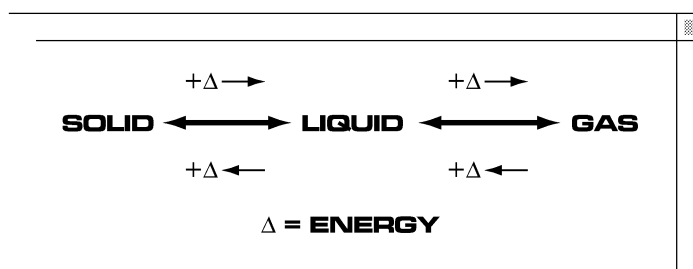 +Δ→ +Δ→
SOLID ↔ LIQUID ↔ GAS
+Δ← +Δ←
Δ = ENERGY